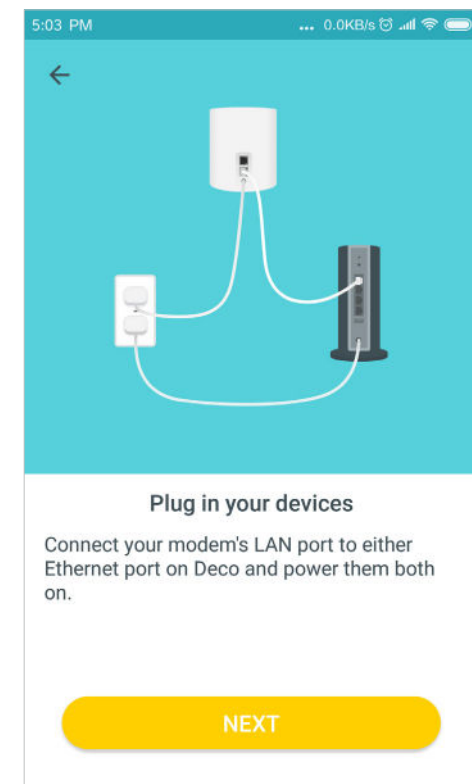 5:03 PM ... 0.0KB/s
Plug in your devices
Connect your modem's LAN port to either
Ethernet port on Deco and power them both
on.
NEXT